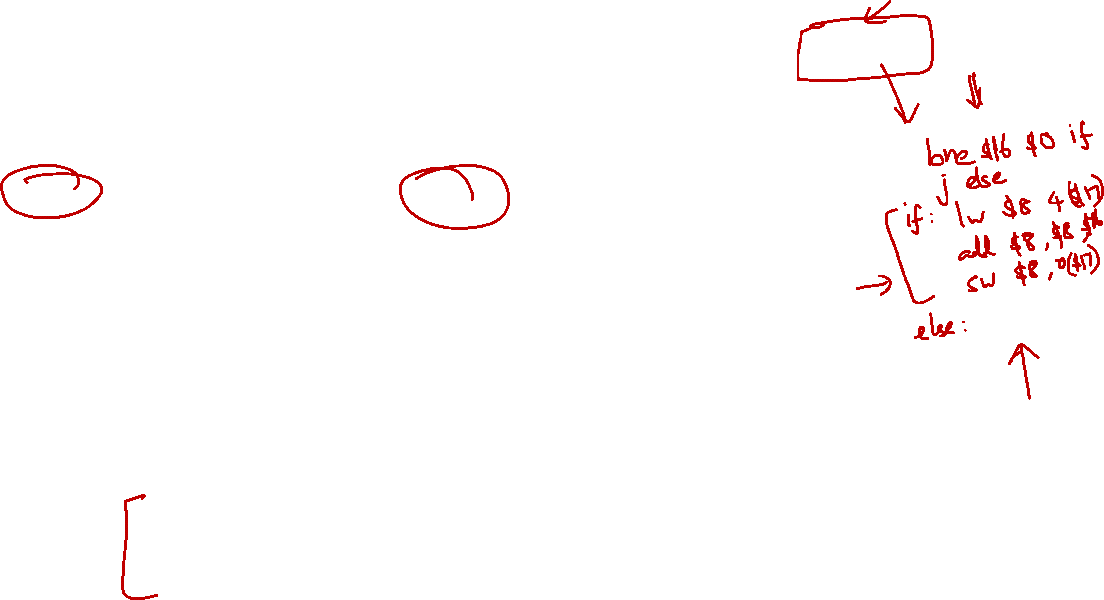 bne $16 $0 if
j else
if: lw $8 4($17)
add $8, $8, $16
sw $8, 0($17)
else: